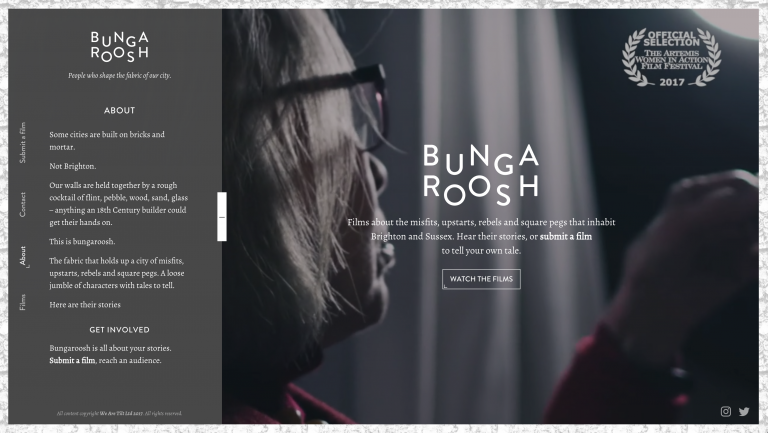 BUNGA
ROOSH
People who shape the fabric of our city.
ABOUT
Some cities are built on bricks and
mortar.
Not Brighton.
Our walls are held together by a rough
cocktail of flint, pebble, wood, sand, glass
– anything an 18th Century builder could
get their hands on.
This is bungaroosh.
The fabric that holds up a city of misfits,
upstarts, rebels and square pegs. A loose
jumble of characters with tales to tell.
Here are their stories
GET INVOLVED
Bungaroosh is all about your stories.
Submit a film, reach an audience.
All content copyright We Are Tilt Ltd 2017. All rights reserved
Submit a film
Contact
About
Films
BUNGA
ROOSH
Films about the misfits, upstarts, rebels and square pegs that inhabit
Brighton and Sussex. Hear their stories, or submit a film
to tell your own tale.
WATCH THE FILMS
OFFICIAL
SELECTION
THE ARTEMIS
WOMEN IN ACTION
FILM FESTIVAL
2017